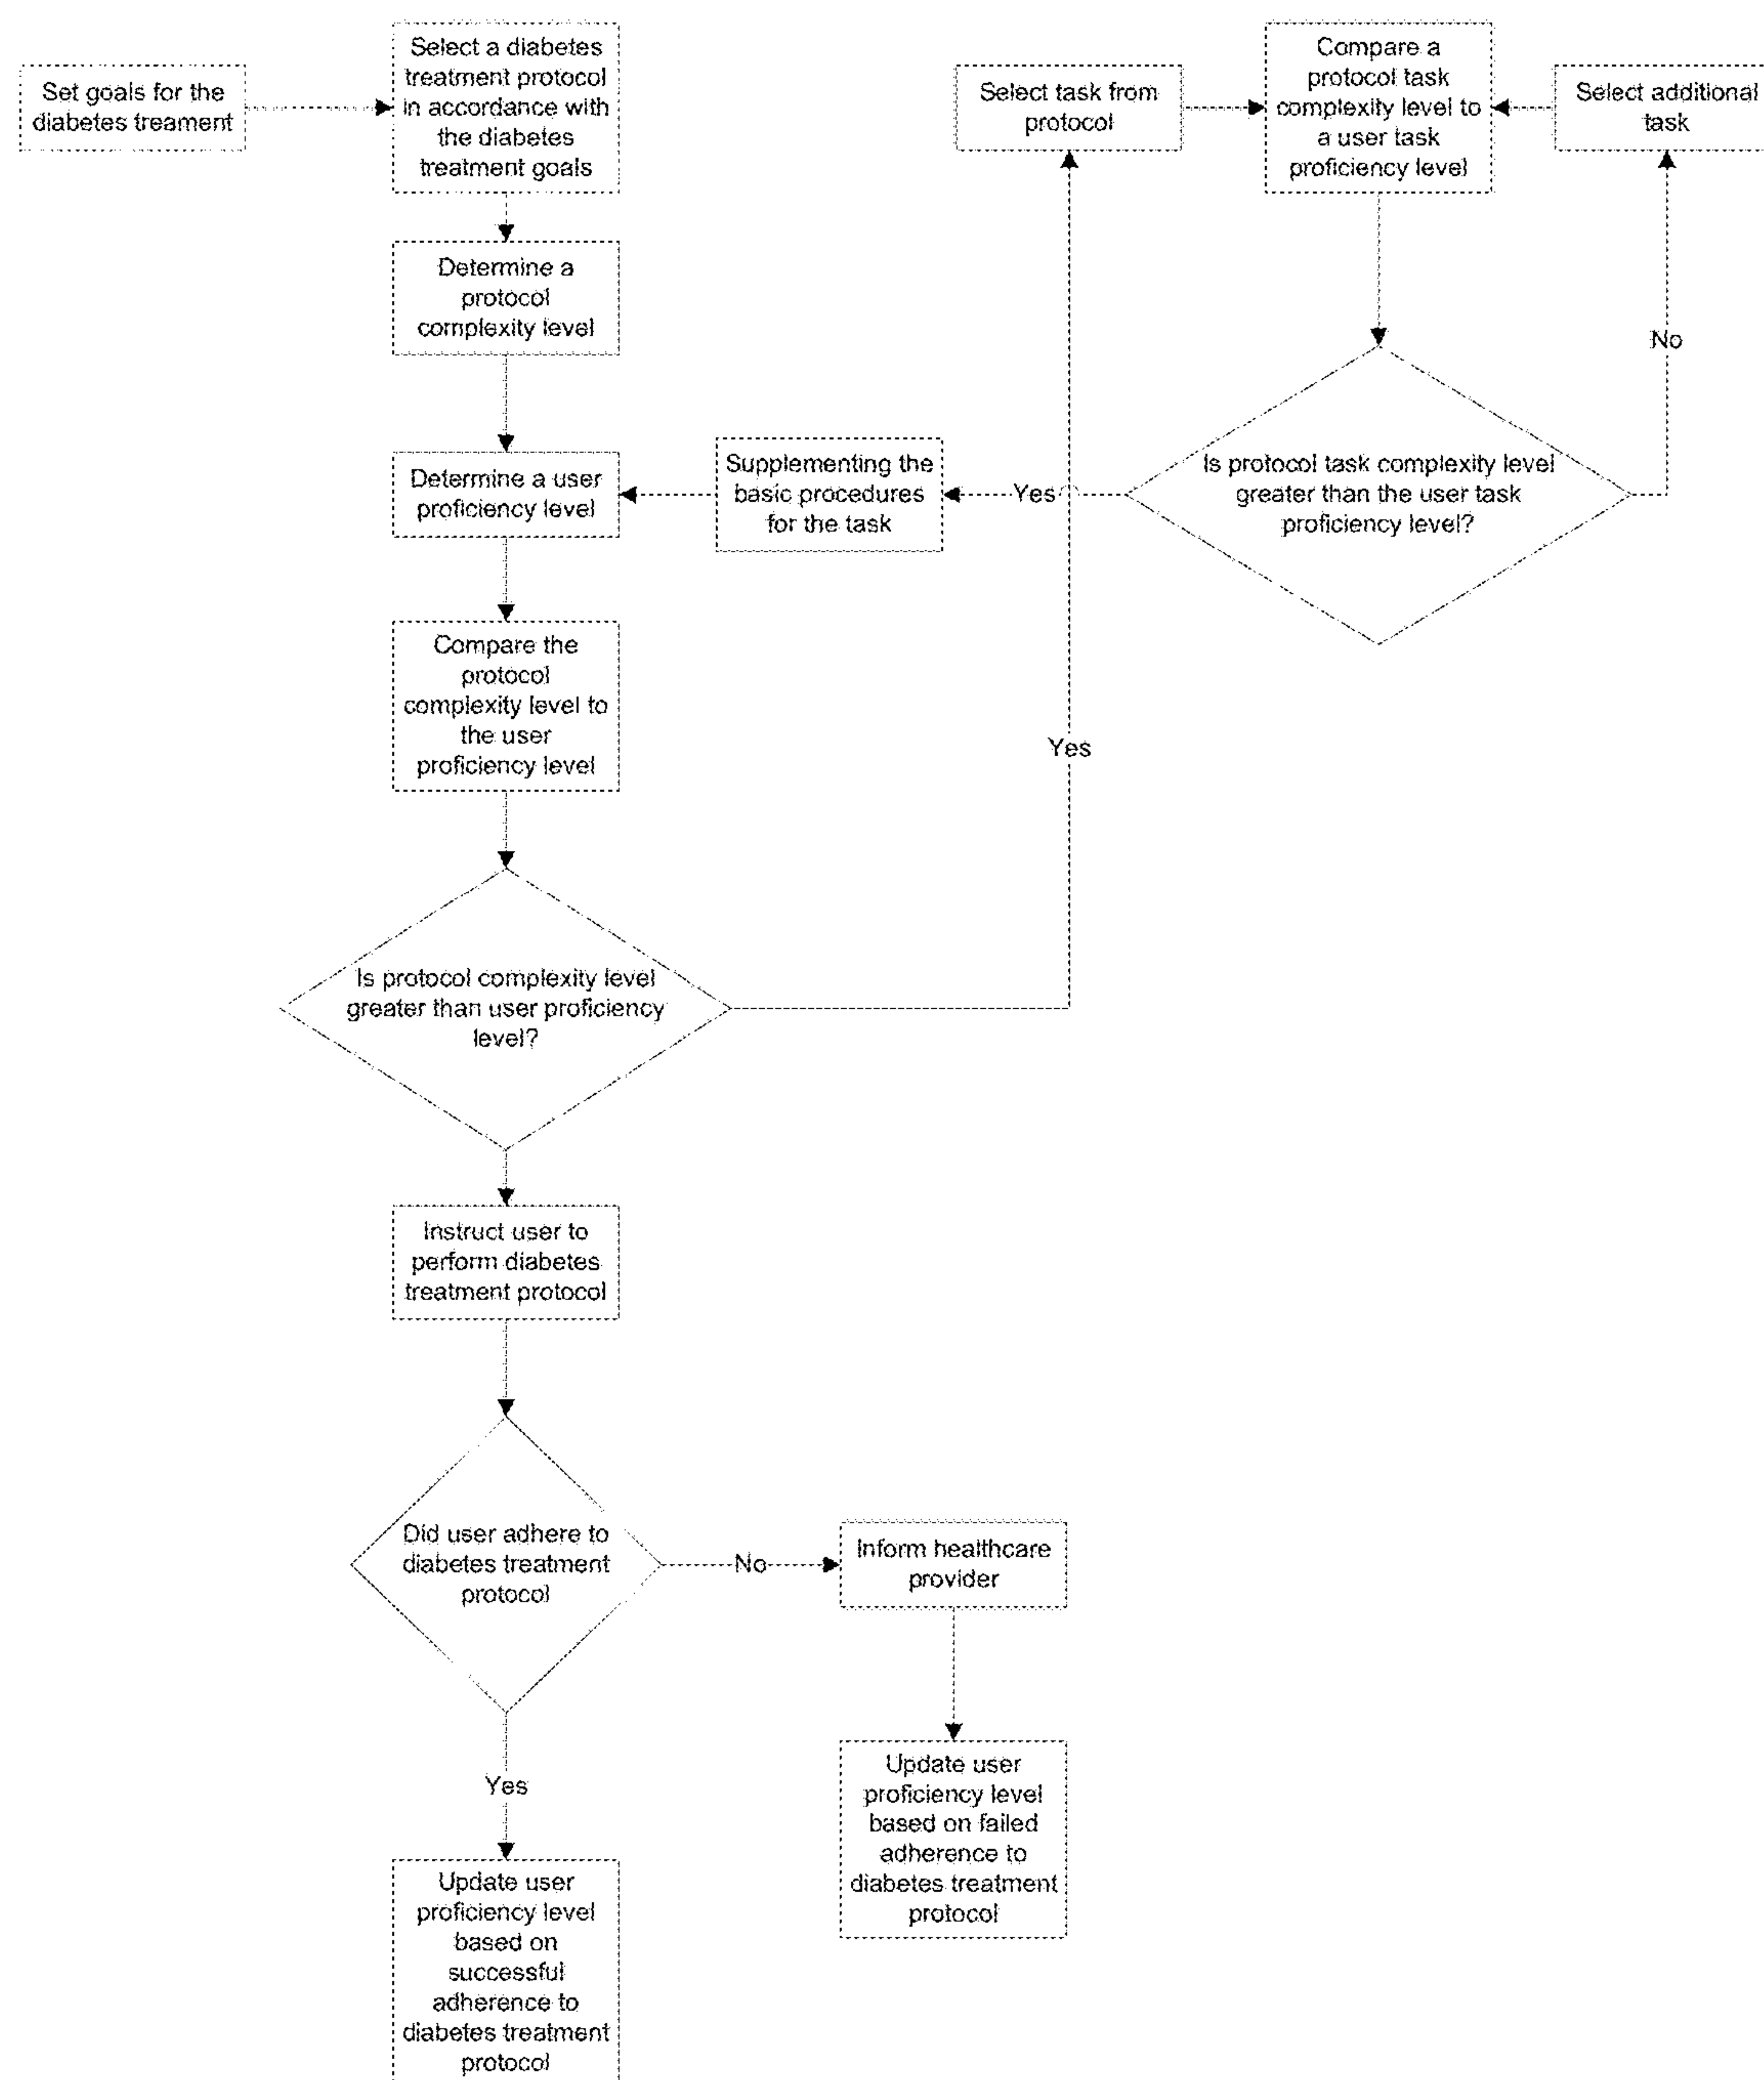 Set goals for the
diabetes treament
Select a diabetes
treatment protocol
in accordance with
the diabetes
treatment goals
Determine a
protocol
complexity level
Determine a user
proficiency level
Compare the
protocol
complexity level to
the user
proficiency level
Is protocol complexity level
greater than user proficiency
level?
Yes
Select task from
protocol
Compare a
protocol task
complexity level to
a user task
proficiency level
Select additional
task
No
Is protocol task complexity level
greater than the user task
proficiency level?
Yes
Supplementing the
basic procedures
for the task
Instruct user to
perform diabetes
treatment protocol
Did user adhere to
diabetes treatment
protocol
No
Inform healthcare
provider
Update user
proficiency level
based on failed
adherence to
diabetes treatment
protocol
Yes
Update user
proficiency level
based on
successful
adherence to
diabetes treatment
protocol